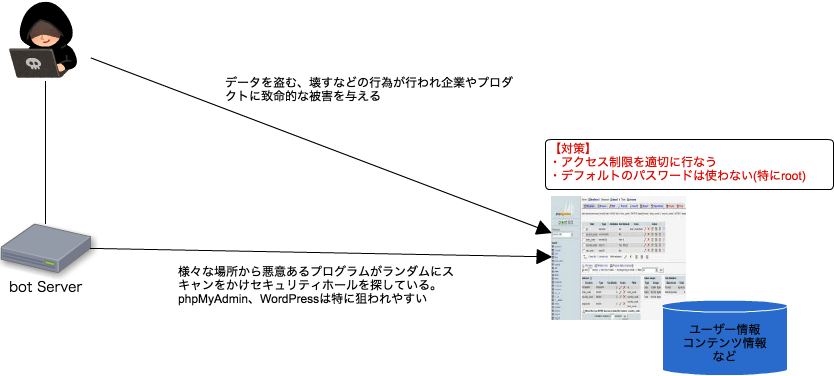 データを盗む、壊すなどの行為が行われ企業やプロダ
クトに致命的な被害を与える
【対策】
・アクセス制限を適切に行なう
・デフォルトのパスワードは使わない(特にroot)
bot Server
様々な場所から悪意あるプログラムがランダムにス
キャンをかけセキュリティホールを探している。
phpMyAdmin、WordPressは特に狙われやすい
ユーザー情報
コンテンツ情報
など